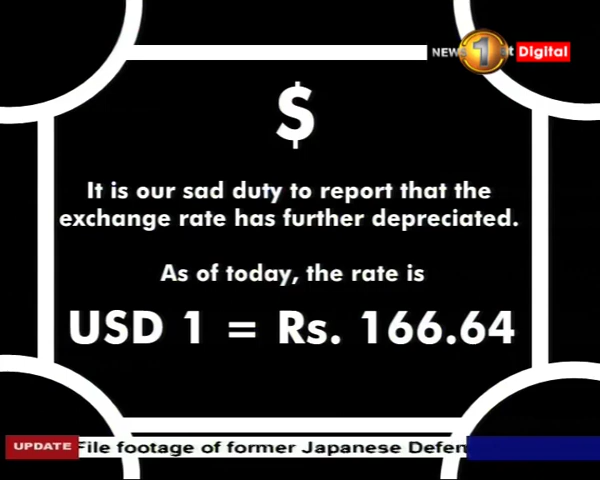 NEWS 1st Digital
$
It is our sad duty to report that the
exchange rate has further depreciated.
As of today, the rate is
USD 1 = Rs. 166.64
UPDATE File footage of former Japanese Defen